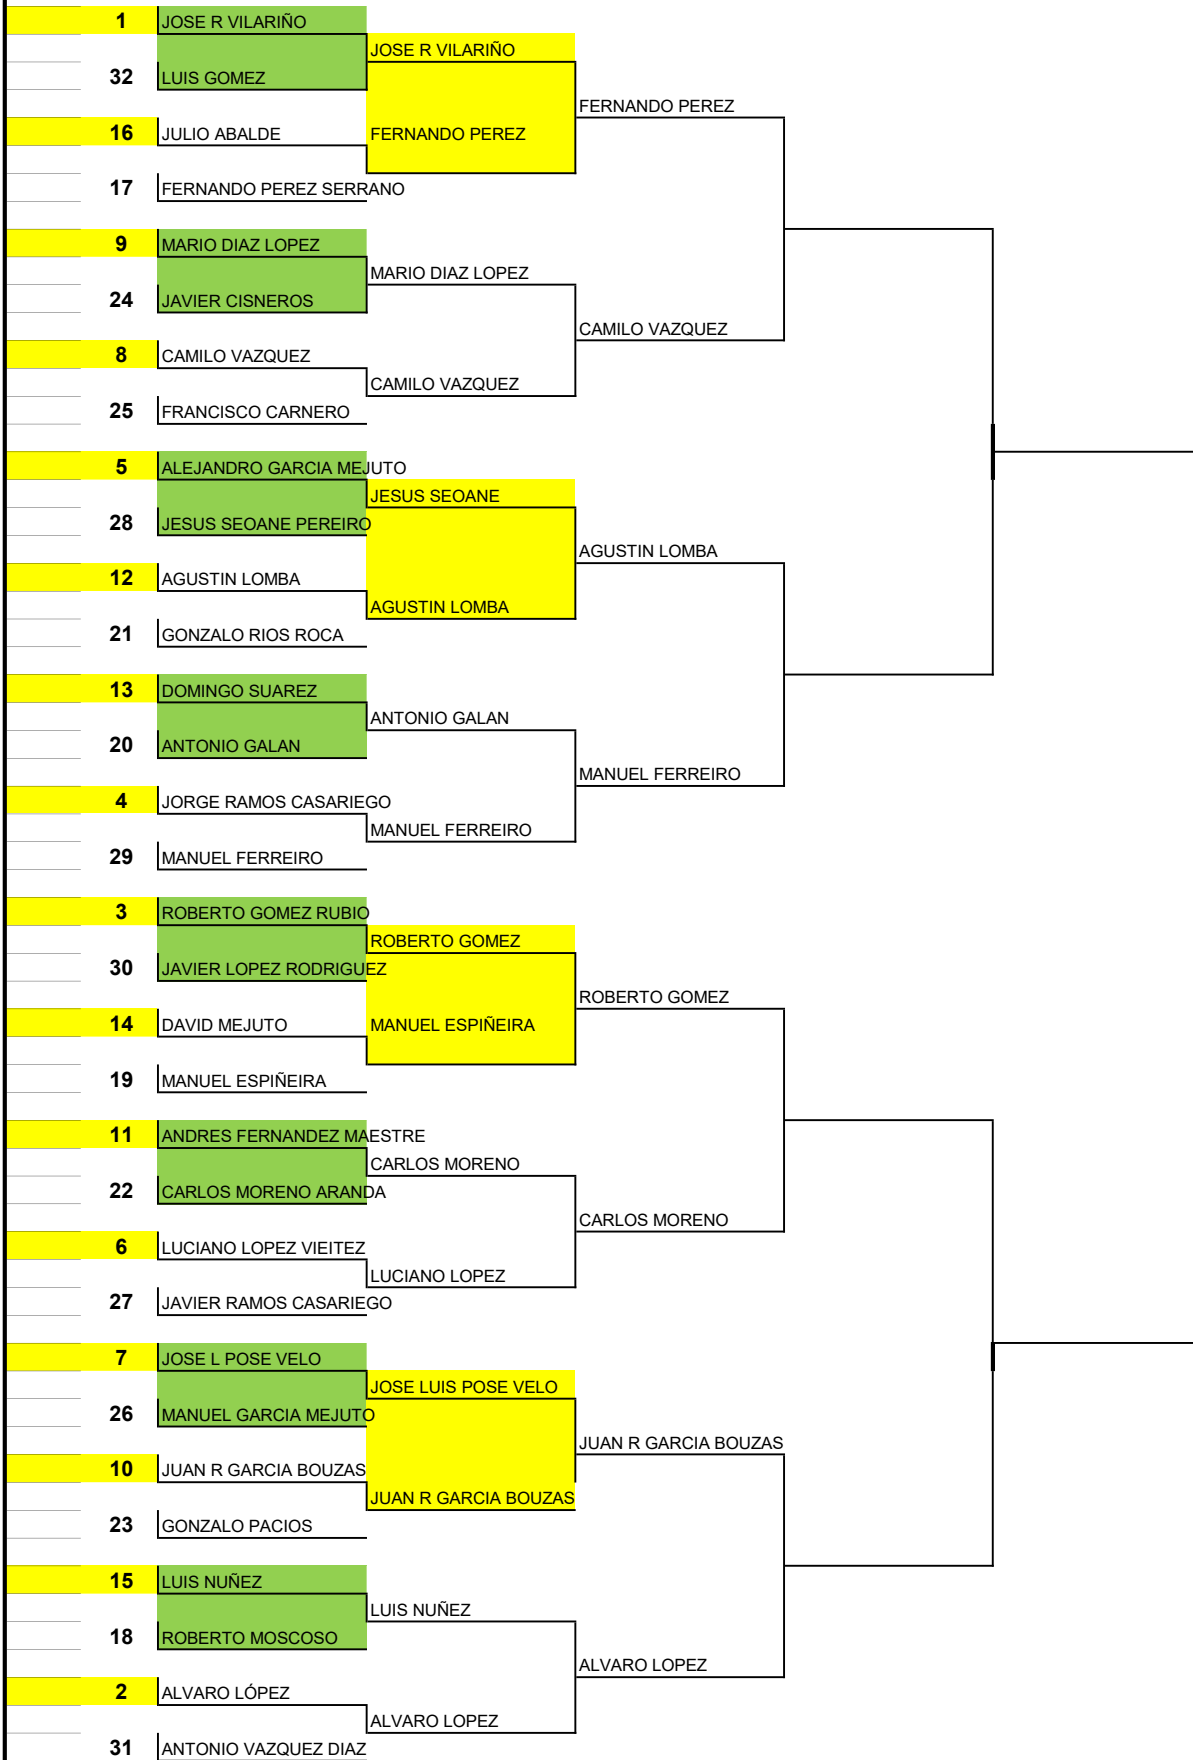 1 JOSE R VILARIÑO
JOSE R VILARIÑO
32 LUIS GOMEZ
FERNANDO PEREZ
16 JULIO ABALDE FERNANDO PEREZ
17 FERNANDO PEREZ SERRANO
9 MARIO DIAZ LOPEZ
MARIO DIAZ LOPEZ
24 JAVIER CISNEROS
CAMILO VAZQUEZ
8 CAMILO VAZQUEZ
CAMILO VAZQUEZ
25 FRANCISCO CARNERO
5 ALEJANDRO GARCIA MEJUTO
JESUS SEOANE
28 JESUS SEOANE PEREIRO
AGUSTIN LOMBA
12 AGUSTIN LOMBA
AGUSTIN LOMBA
21 GONZALO RIOS ROCA
13 DOMINGO SUAREZ
ANTONIO GALAN
20 ANTONIO GALAN
MANUEL FERREIRO
4 JORGE RAMOS CASARIEGO
MANUEL FERREIRO
29 MANUEL FERREIRO
3 ROBERTO GOMEZ RUBIO
ROBERTO GOMEZ
30 JAVIER LOPEZ RODRIGUEZ
ROBERTO GOMEZ
14 DAVID MEJUTO MANUEL ESPIÑEIRA
19 MANUEL ESPIÑEIRA
11 ANDRES FERNANDEZ MAESTRE
CARLOS MORENO
22 CARLOS MORENO ARANDA
CARLOS MORENO
6 LUCIANO LOPEZ VIEITEZ
LUCIANO LOPEZ
27 JAVIER RAMOS CASARIEGO
7 JOSE L POSE VELO
JOSE LUIS POSE VELO
26 MANUEL GARCIA MEJUTO
JUAN R GARCIA BOUZAS
10 JUAN R GARCIA BOUZAS
JUAN R GARCIA BOUZAS
23 GONZALO PACIOS
15 LUIS NUÑEZ
LUIS NUÑEZ
18 ROBERTO MOSCOSO
ALVARO LOPEZ
2 ALVARO LÓPEZ
ALVARO LOPEZ
31 ANTONIO VAZQUEZ DIAZ